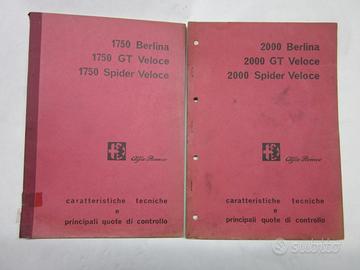 1750 Berlina
1750 GT Veloce
1750 Spider Veloce
Alfa Romeo
caratteristiche tecniche
e
principali quote di controllo
2000 Berlina
2000 GT Veloce
2000 Spider Veloce
Alfa Romeo
caratteristiche tecniche
e
principali quote di controllo
subito